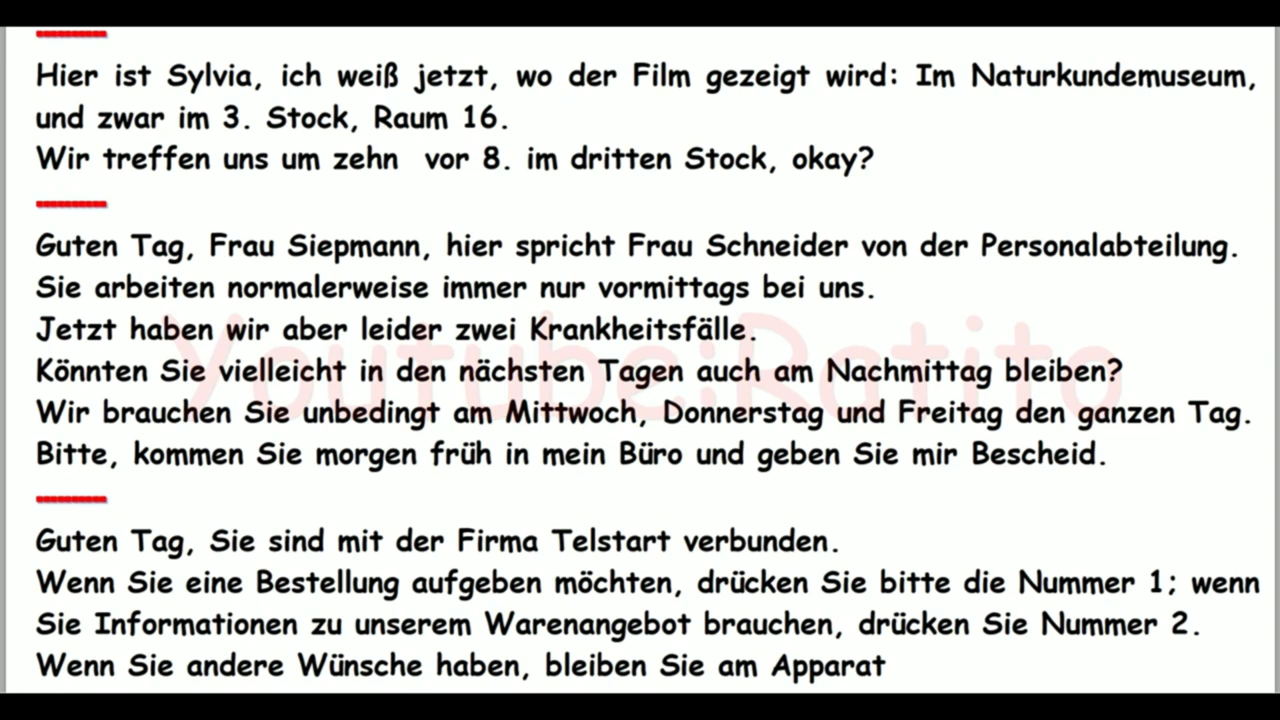 Hier ist Sylvia, ich weiß jetzt, wo der Film gezeigt wird: Im Naturkundemuseum,
und zwar im 3. Stock, Raum 16.
Wir treffen uns um zehn vor 8. im dritten Stock, okay?
Guten Tag, Frau Siepmann, hier spricht Frau Schneider von der Personalabteilung.
Sie arbeiten normalerweise immer nur vormittags bei uns.
Jetzt haben wir aber leider zwei Krankheitsfälle.
Youtube:Ratito
Könnten Sie vielleicht in den nächsten Tagen auch am Nachmittag bleiben?
Wir brauchen Sie unbedingt am Mittwoch, Donnerstag und Freitag den ganzen Tag.
Bitte, kommen Sie morgen früh in mein Büro und geben Sie mir Bescheid.
Guten Tag, Sie sind mit der Firma Telstart verbunden.
Wenn Sie eine Bestellung aufgeben möchten, drücken Sie bitte die Nummer 1; wenn
Sie Informationen zu unserem Warenangebot brauchen, drücken Sie Nummer 2.
Wenn Sie andere Wünsche haben, bleiben Sie am Apparat